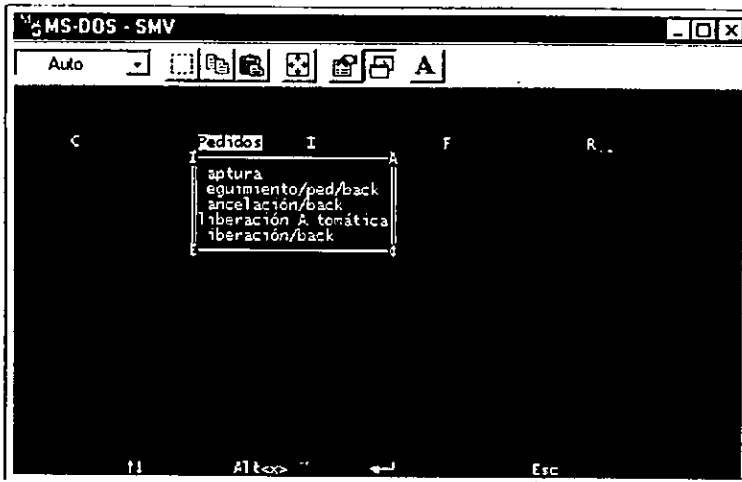 MS-DOS - SMV
Auto A
C Pedidos I F R
aptura
eguimiento/ped/back
ancelación/back
liberación A tomática
iberación/back
↑↓ Alt<x> ↵ Esc